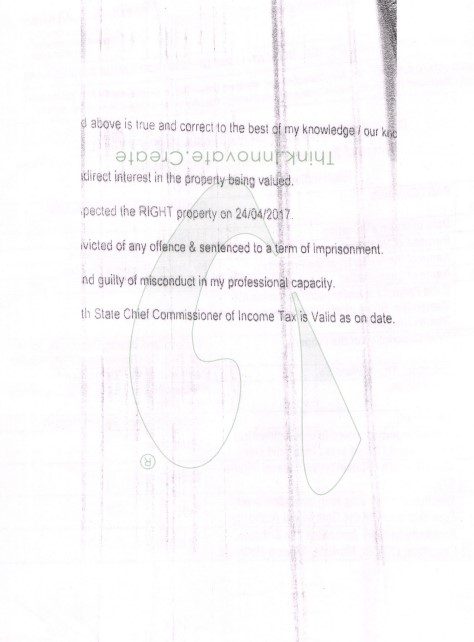 d above is true and correct to the best of my knowledge / our kno
Think.Innovate.Create
direct interest in the property being valued.
pected the RIGHT property on 24/04/2017.
victed of any offence & sentenced to a term of imprisonment.
nd guilty of misconduct in my professional capacity.
th State Chief Commissioner of Income Tax is Valid as on date.
®